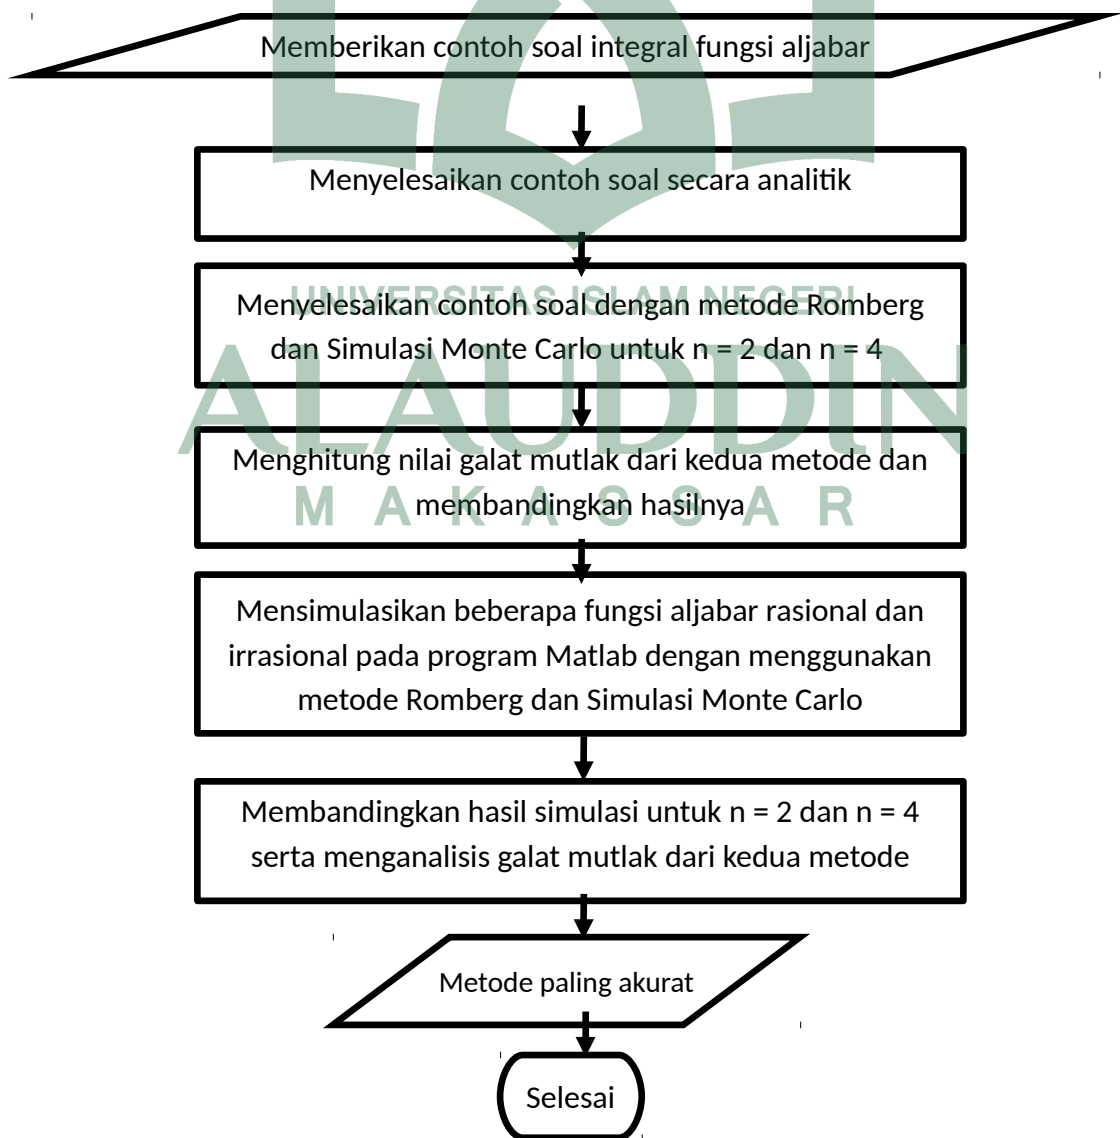 Memberikan contoh soal integral fungsi aljabar
Menyelesaikan contoh soal secara analitik
UNIVERSITAS ISLAM NEGERI
Menyelesaikan contoh soal dengan metode Romberg
dan Simulasi Monte Carlo untuk n = 2 dan n = 4
ALAUDDIN
Menghitung nilai galat mutlak dari kedua metode dan
membandingkan hasilnya
M A K A S S A R
Mensimulasikan beberapa fungsi aljabar rasional dan
irrasional pada program Matlab dengan menggunakan
metode Romberg dan Simulasi Monte Carlo
Membandingkan hasil simulasi untuk n = 2 dan n = 4
serta menganalisis galat mutlak dari kedua metode
Metode paling akurat
Selesai